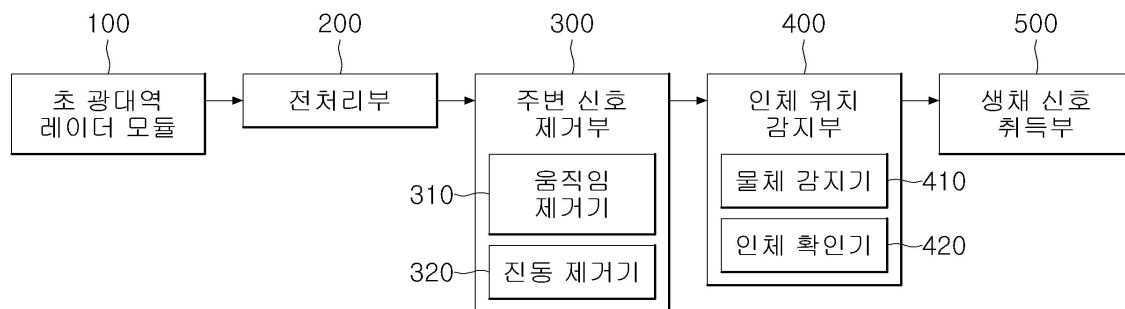 100
200
300
400
500
초 광대역
레이더 모듈
전처리부
주변 신호
제거부
인체 위치
감지부
생채 신호
취득부
310
움직임
제거기
320
진동 제거기
물체 감지기
410
인체 확인기
420